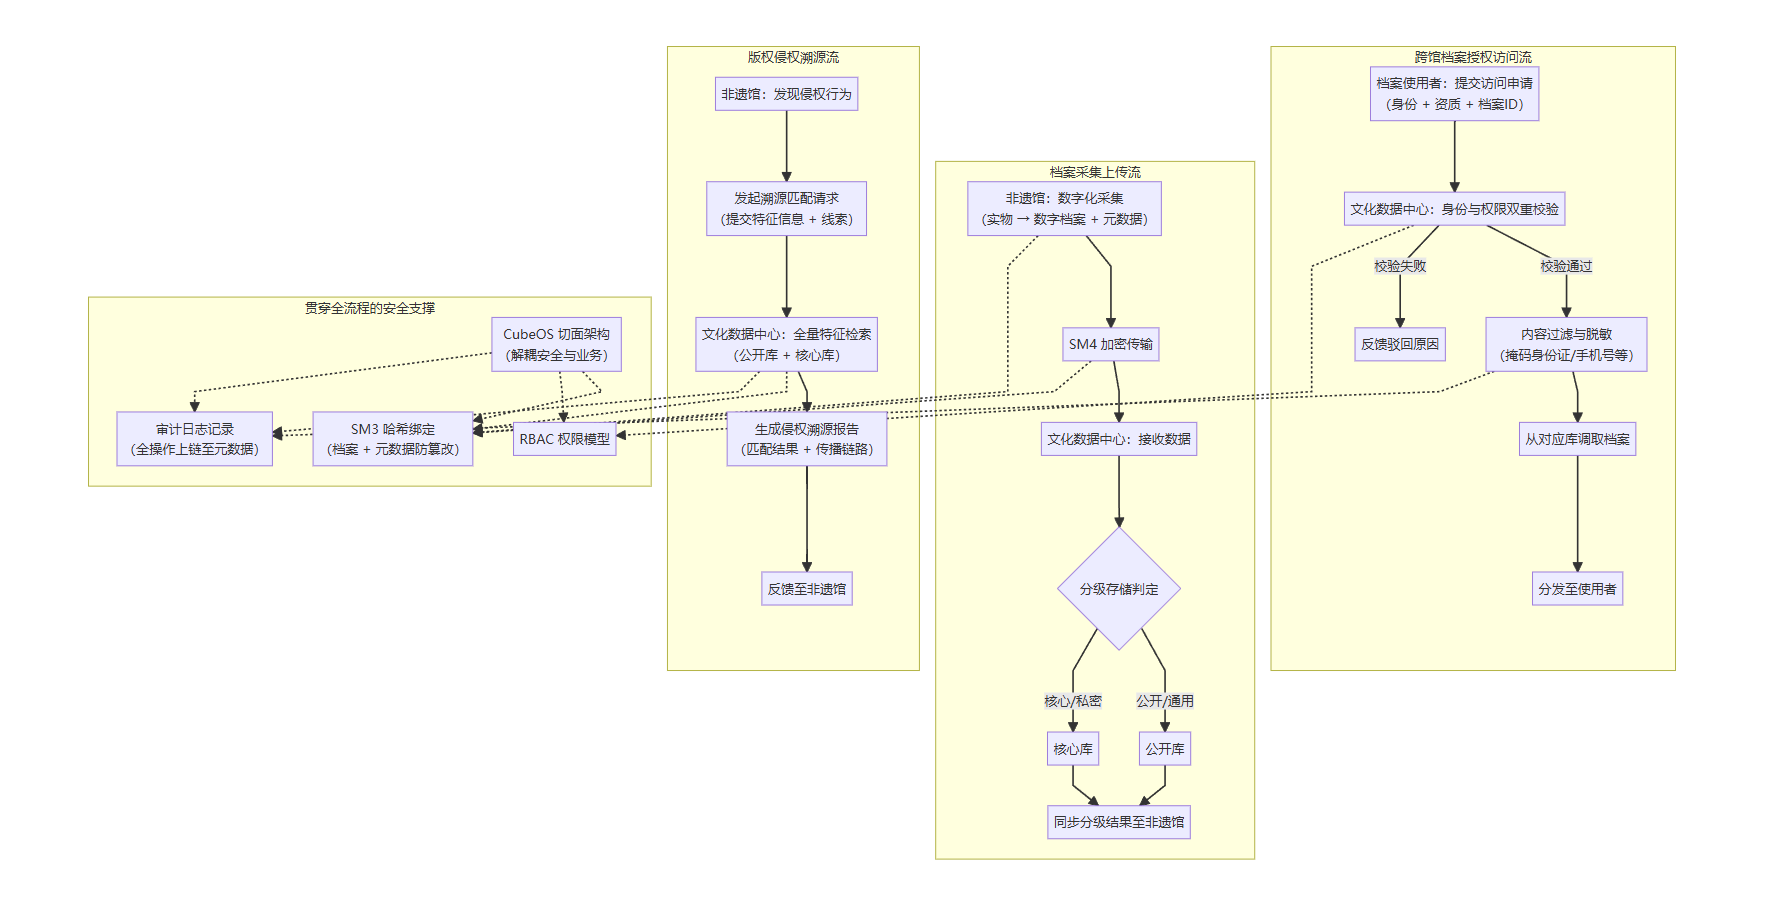 版权侵权溯源流
非遗馆：发现侵权行为
发起溯源匹配请求
（提交特征信息 + 线索）
文化数据中心：全量特征检索
（公开库 + 核心库）
生成侵权溯源报告
（匹配结果 + 传播链路）
反馈至非遗馆
跨馆档案授权访问流
档案使用者：提交访问申请
（身份 + 资质 + 档案ID）
文化数据中心：身份与权限双重校验
校验失败
校验通过
反馈驳回原因
内容过滤与脱敏
（掩码身份证/手机号等）
从对应库调取档案
分发至使用者
档案采集上传流
非遗馆：数字化采集
（实物 → 数字档案 + 元数据）
SM4 加密传输
文化数据中心：接收数据
分级存储判定
核心/私密
公开/通用
核心库
公开库
同步分级结果至非遗馆
贯穿全流程的安全支撑
CubeOS 切面架构
（解耦安全与业务）
审计日志记录
（全操作上链至元数据）
SM3 哈希绑定
（档案 + 元数据防篡改）
RBAC 权限模型